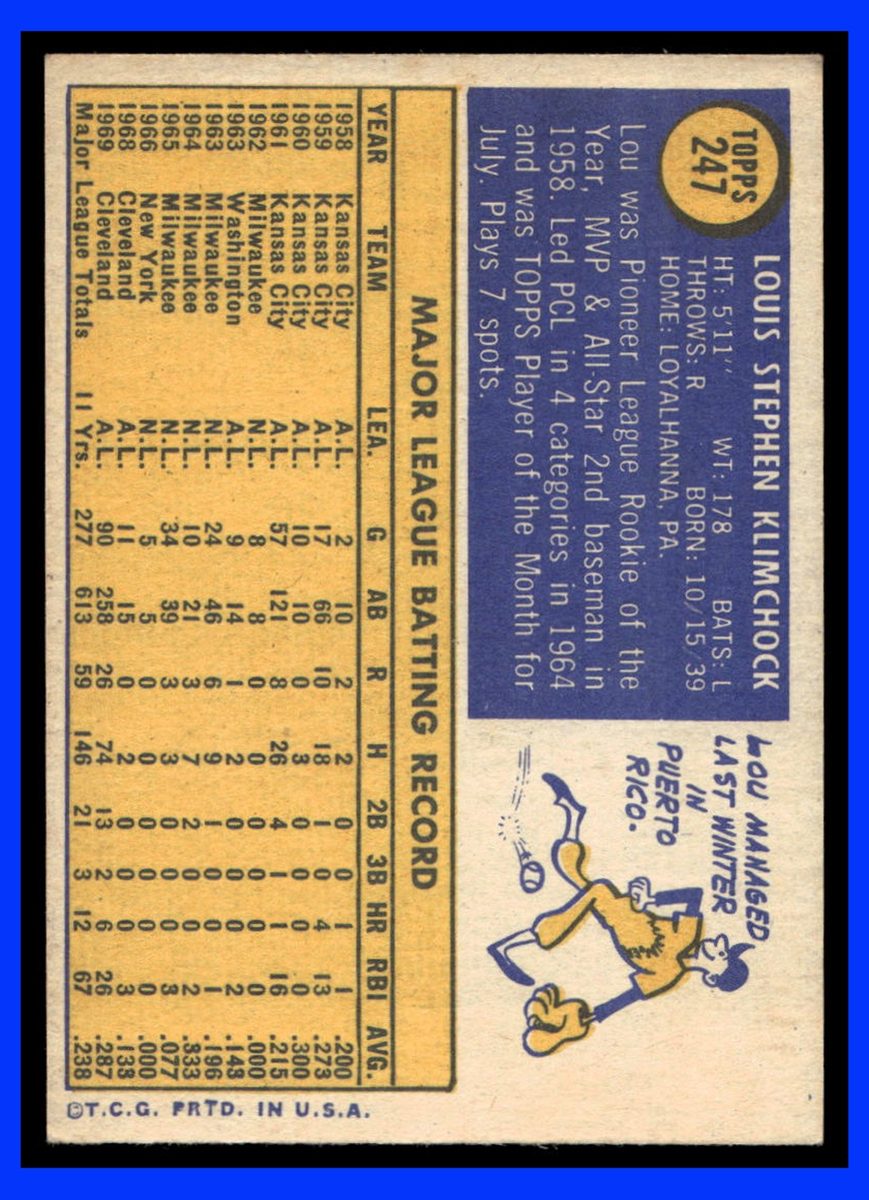 TOPPS
247
LOUIS STEPHEN KLIMCHOCK
HT: 5'11" WT: 178 BATS: L
THROWS: R BORN: 10/15/39
HOME: LOYALHANNA, PA.
Lou was Pioneer League Rookie of the
Year, MVP & All-Star 2nd baseman in
1958. Led PCL in 4 categories in 1964
and was TOPPS Player of the Month for
July. Plays 7 spots.
LOU MANAGED
LAST WINTER
IN
PUERTO
RICO.
MAJOR LEAGUE BATTING RECORD
YEAR TEAM LEA. G AB R H 2B 3B HR RBI AVG.
1958 Kansas City A.L. 2 10 2 2 0 0 1 1 .200
1959 Kansas City A.L. 17 66 10 18 1 0 4 13 .273
1960 Kansas City A.L. 10 10 0 3 0 0 0 0 .300
1961 Kansas City A.L. 57 121 8 26 4 1 1 16 .215
1962 Milwaukee N.L. 8 8 0 0 0 0 0 0 .000
1963 Washington A.L. 9 14 1 2 0 0 0 2 .143
1963 Milwaukee N.L. 24 46 6 9 1 0 0 1 .196
1964 Milwaukee N.L. 10 21 3 7 2 0 0 2 .333
1965 Milwaukee N.L. 34 39 3 3 0 0 0 3 .077
1966 New York N.L. 5 5 0 0 0 0 0 0 .000
1968 Cleveland A.L. 11 15 0 2 0 0 0 3 .133
1969 Cleveland A.L. 90 258 26 74 13 2 6 26 .287
Major League Totals 11 Yrs. 277 613 59 146 21 3 12 67 .238
©T.C.G. PRTD. IN U.S.A.